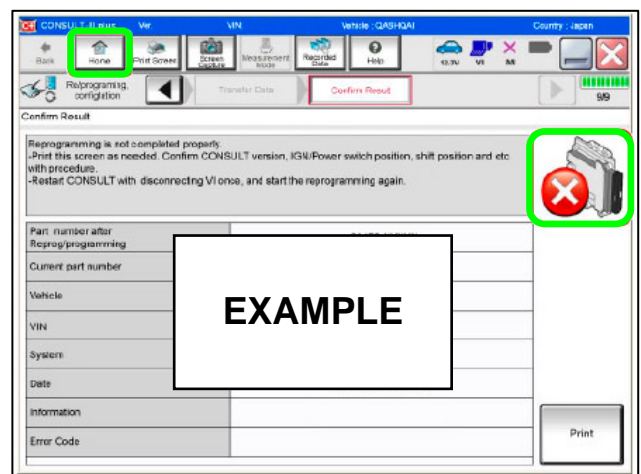 CONSULT-III plus Ver. VIN: Vehicle : QASHQAI Country : Japan
Back Home Print Screen Screen Capture Measurement Mode Recorded Data Help 12.3V VI MI
Re/programing, configlation Transfer Data Confirm Result 9/9
Confirm Result
Reprogramming is not completed properly.
-Print this screen as needed. Confirm CONSULT version, IGN/Power switch position, shift position and etc
with procedure.
-Restart CONSULT with disconnecting VI once, and start the reprogramming again.
Part number after
Reprog/programming
Current part number
Vehicle
EXAMPLE
VIN
System
Date
Information
Error Code
Print